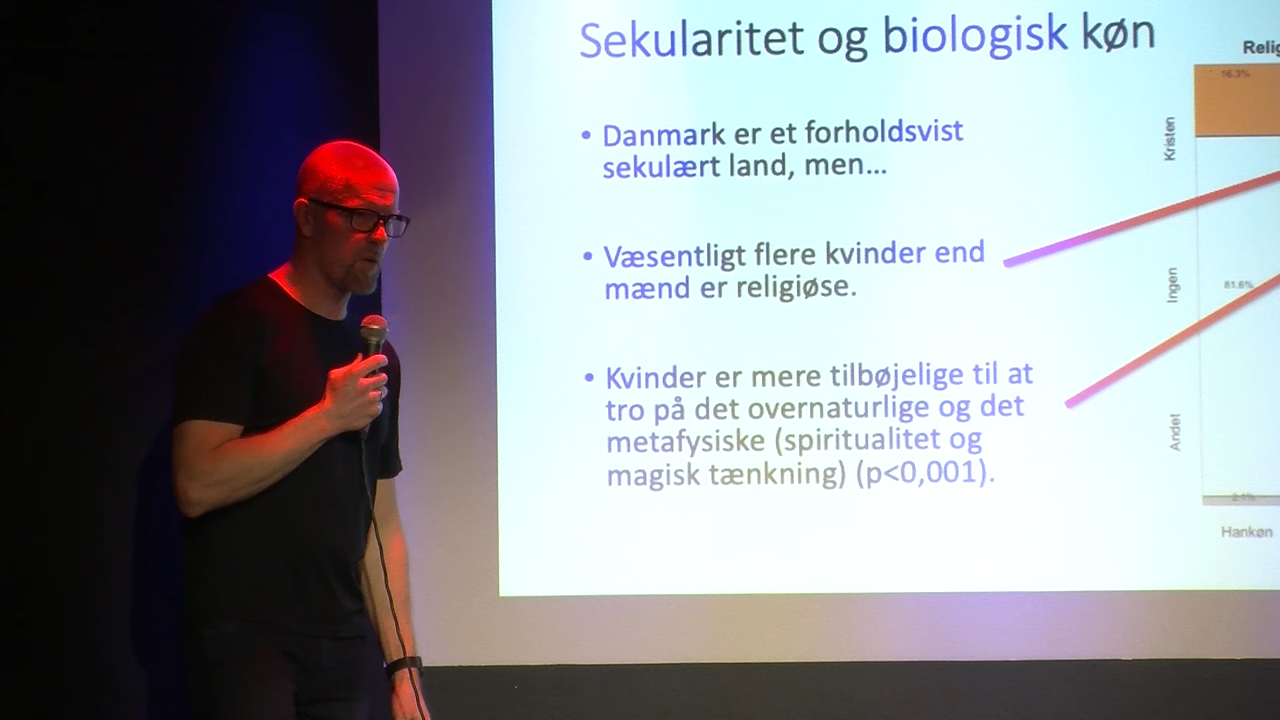 Sekularitet og biologisk køn
• Danmark er et forholdsvist
sekulært land, men...
• Væsentligt flere kvinder end
mænd er religiøse.
• Kvinder er mere tilbøjelige til at
tro på det overnaturlige og det
metafysiske (spiritualitet og
magisk tænkning) (p<0,001).
Relig
16.3%
Kristen
Ingen
81.6%
Andet
2.1%
Hankøn